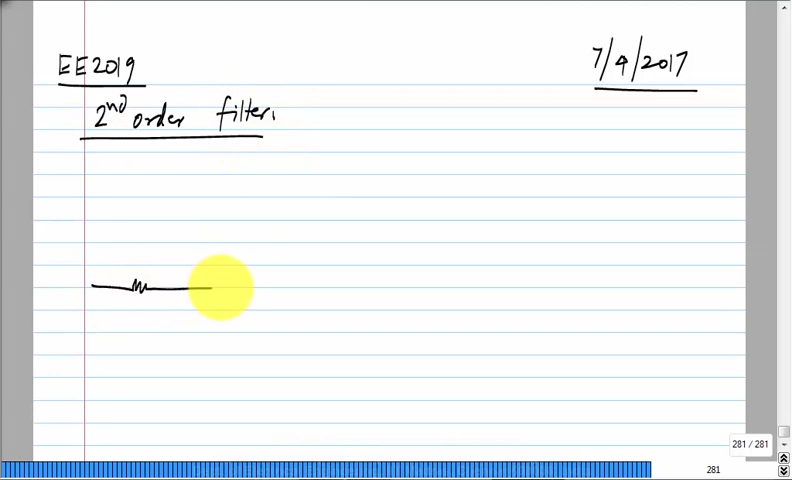 EE2019
7/4/2017
2nd order filter.
281 / 281
281